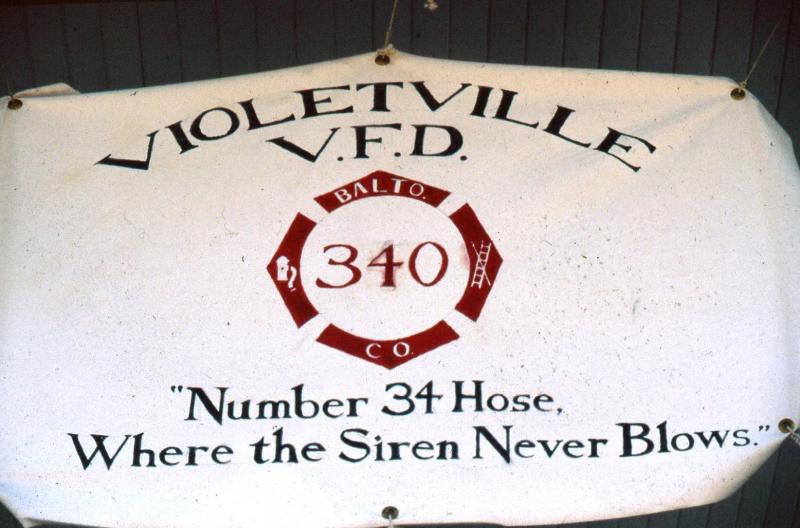 VIOLETVILLE
V.F.D.
BALTO.
340
CO.
"Number 34 Hose,
Where the Siren Never Blows."